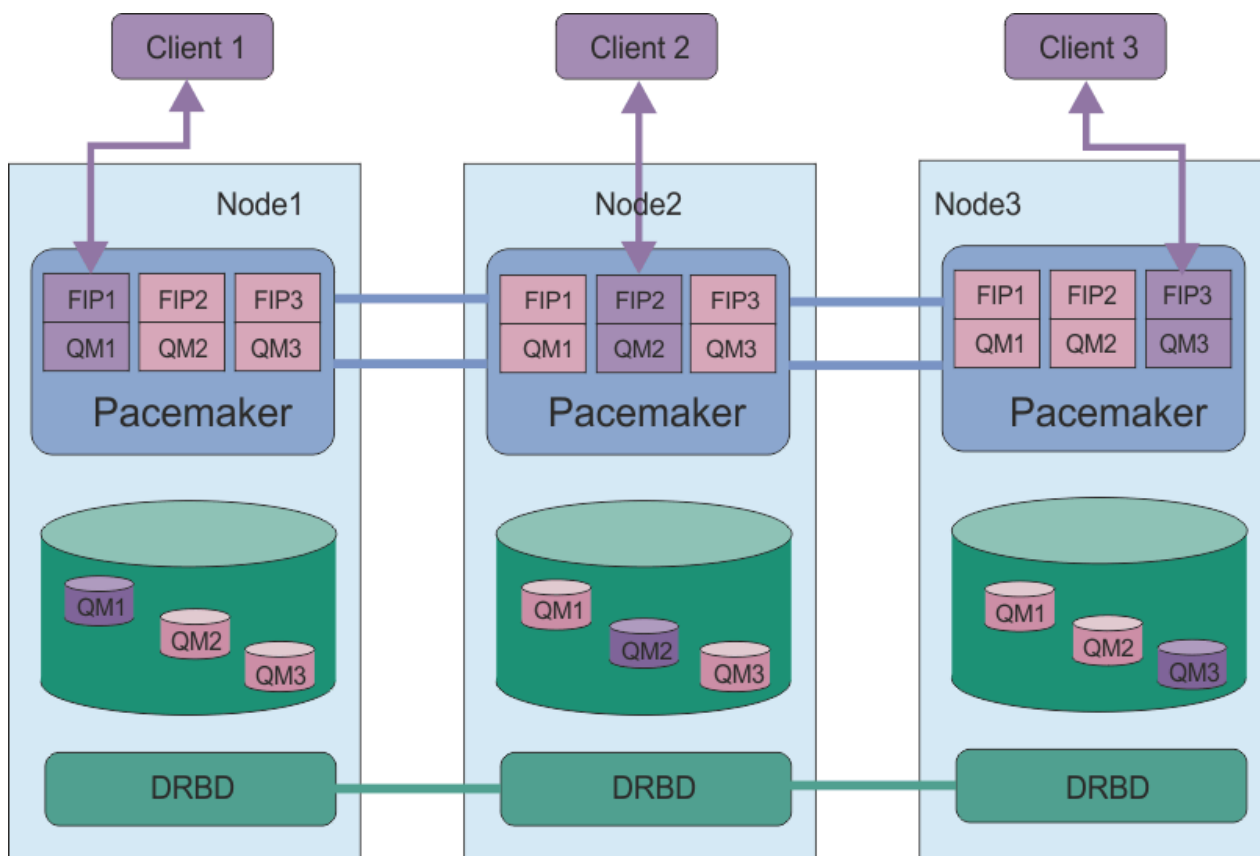 Client 1
Client 2
Client 3
Node1
Node2
Node3
FIP1 FIP2 FIP3
QM1 QM2 QM3
Pacemaker
FIP1 FIP2 FIP3
QM1 QM2 QM3
Pacemaker
FIP1 FIP2 FIP3
QM1 QM2 QM3
Pacemaker
QM1
QM2
QM3
QM1
QM2
QM3
QM1
QM2
QM3
DRBD
DRBD
DRBD